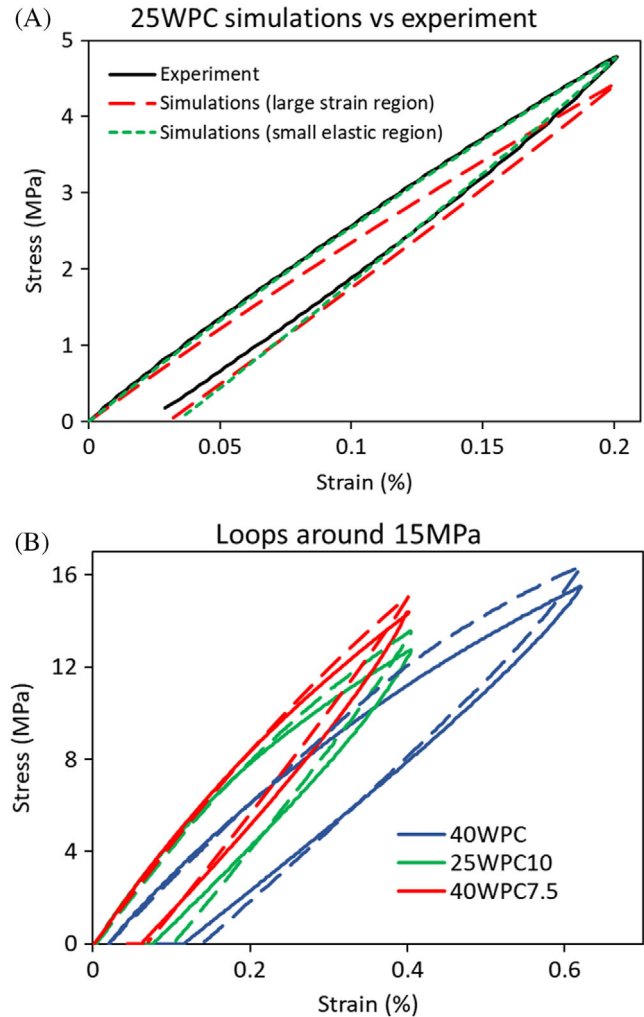 (A)
25WPC simulations vs experiment
5
Experiment
Simulations (large strain region)
4
Simulations (small elastic region)
3
Stress (MPa)
2
1
0
0 0.05 0.1 0.15 0.2
Strain (%)
(B)
Loops around 15MPa
16
12
Stress (MPa)
8
40WPC
4
25WPC10
40WPC7.5
0
0 0.2 0.4 0.6
Strain (%)